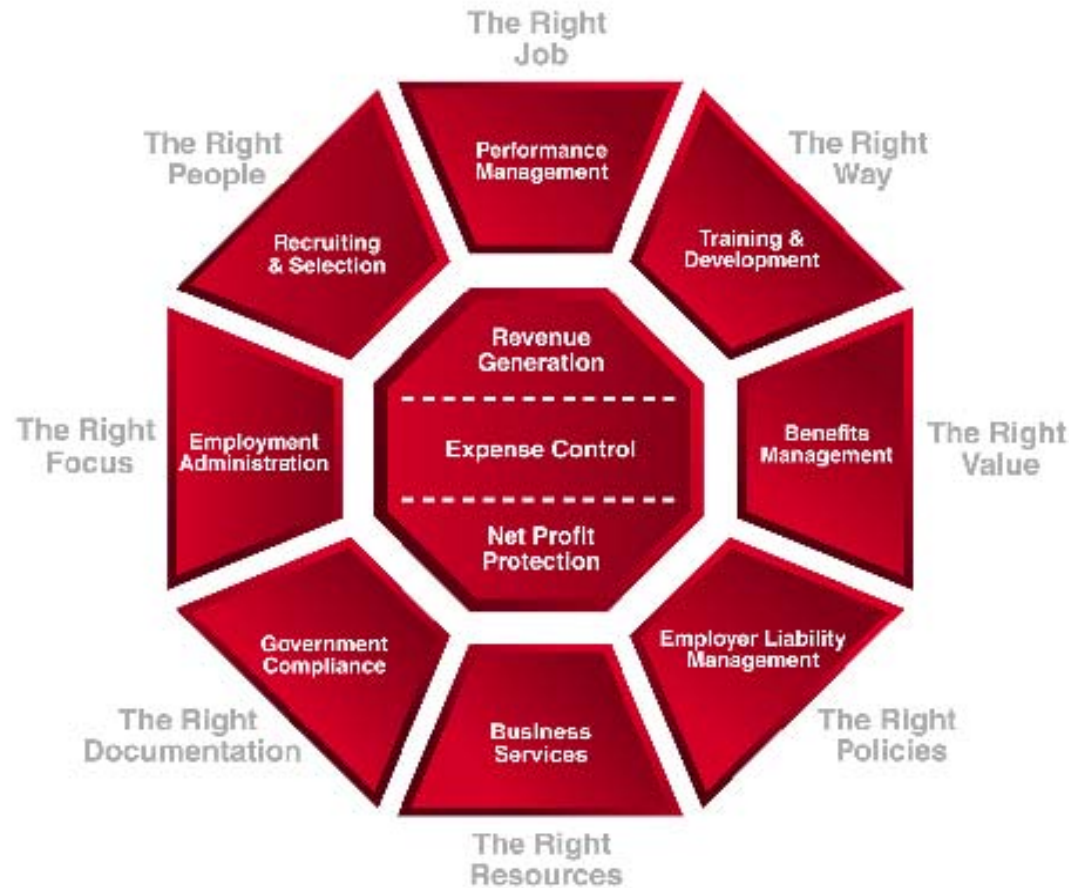 The Right
Job
The Right
People
The Right
Way
Performance
Management
Recruiting
& Selection
Training &
Development
Revenue
Generation
The Right
Focus
Employment
Administration
Expense Control
Benefits
Management
The Right
Value
Net Profit
Protection
Government
Compliance
Employer Liability
Management
The Right
Documentation
Business
Services
The Right
Policies
The Right
Resources